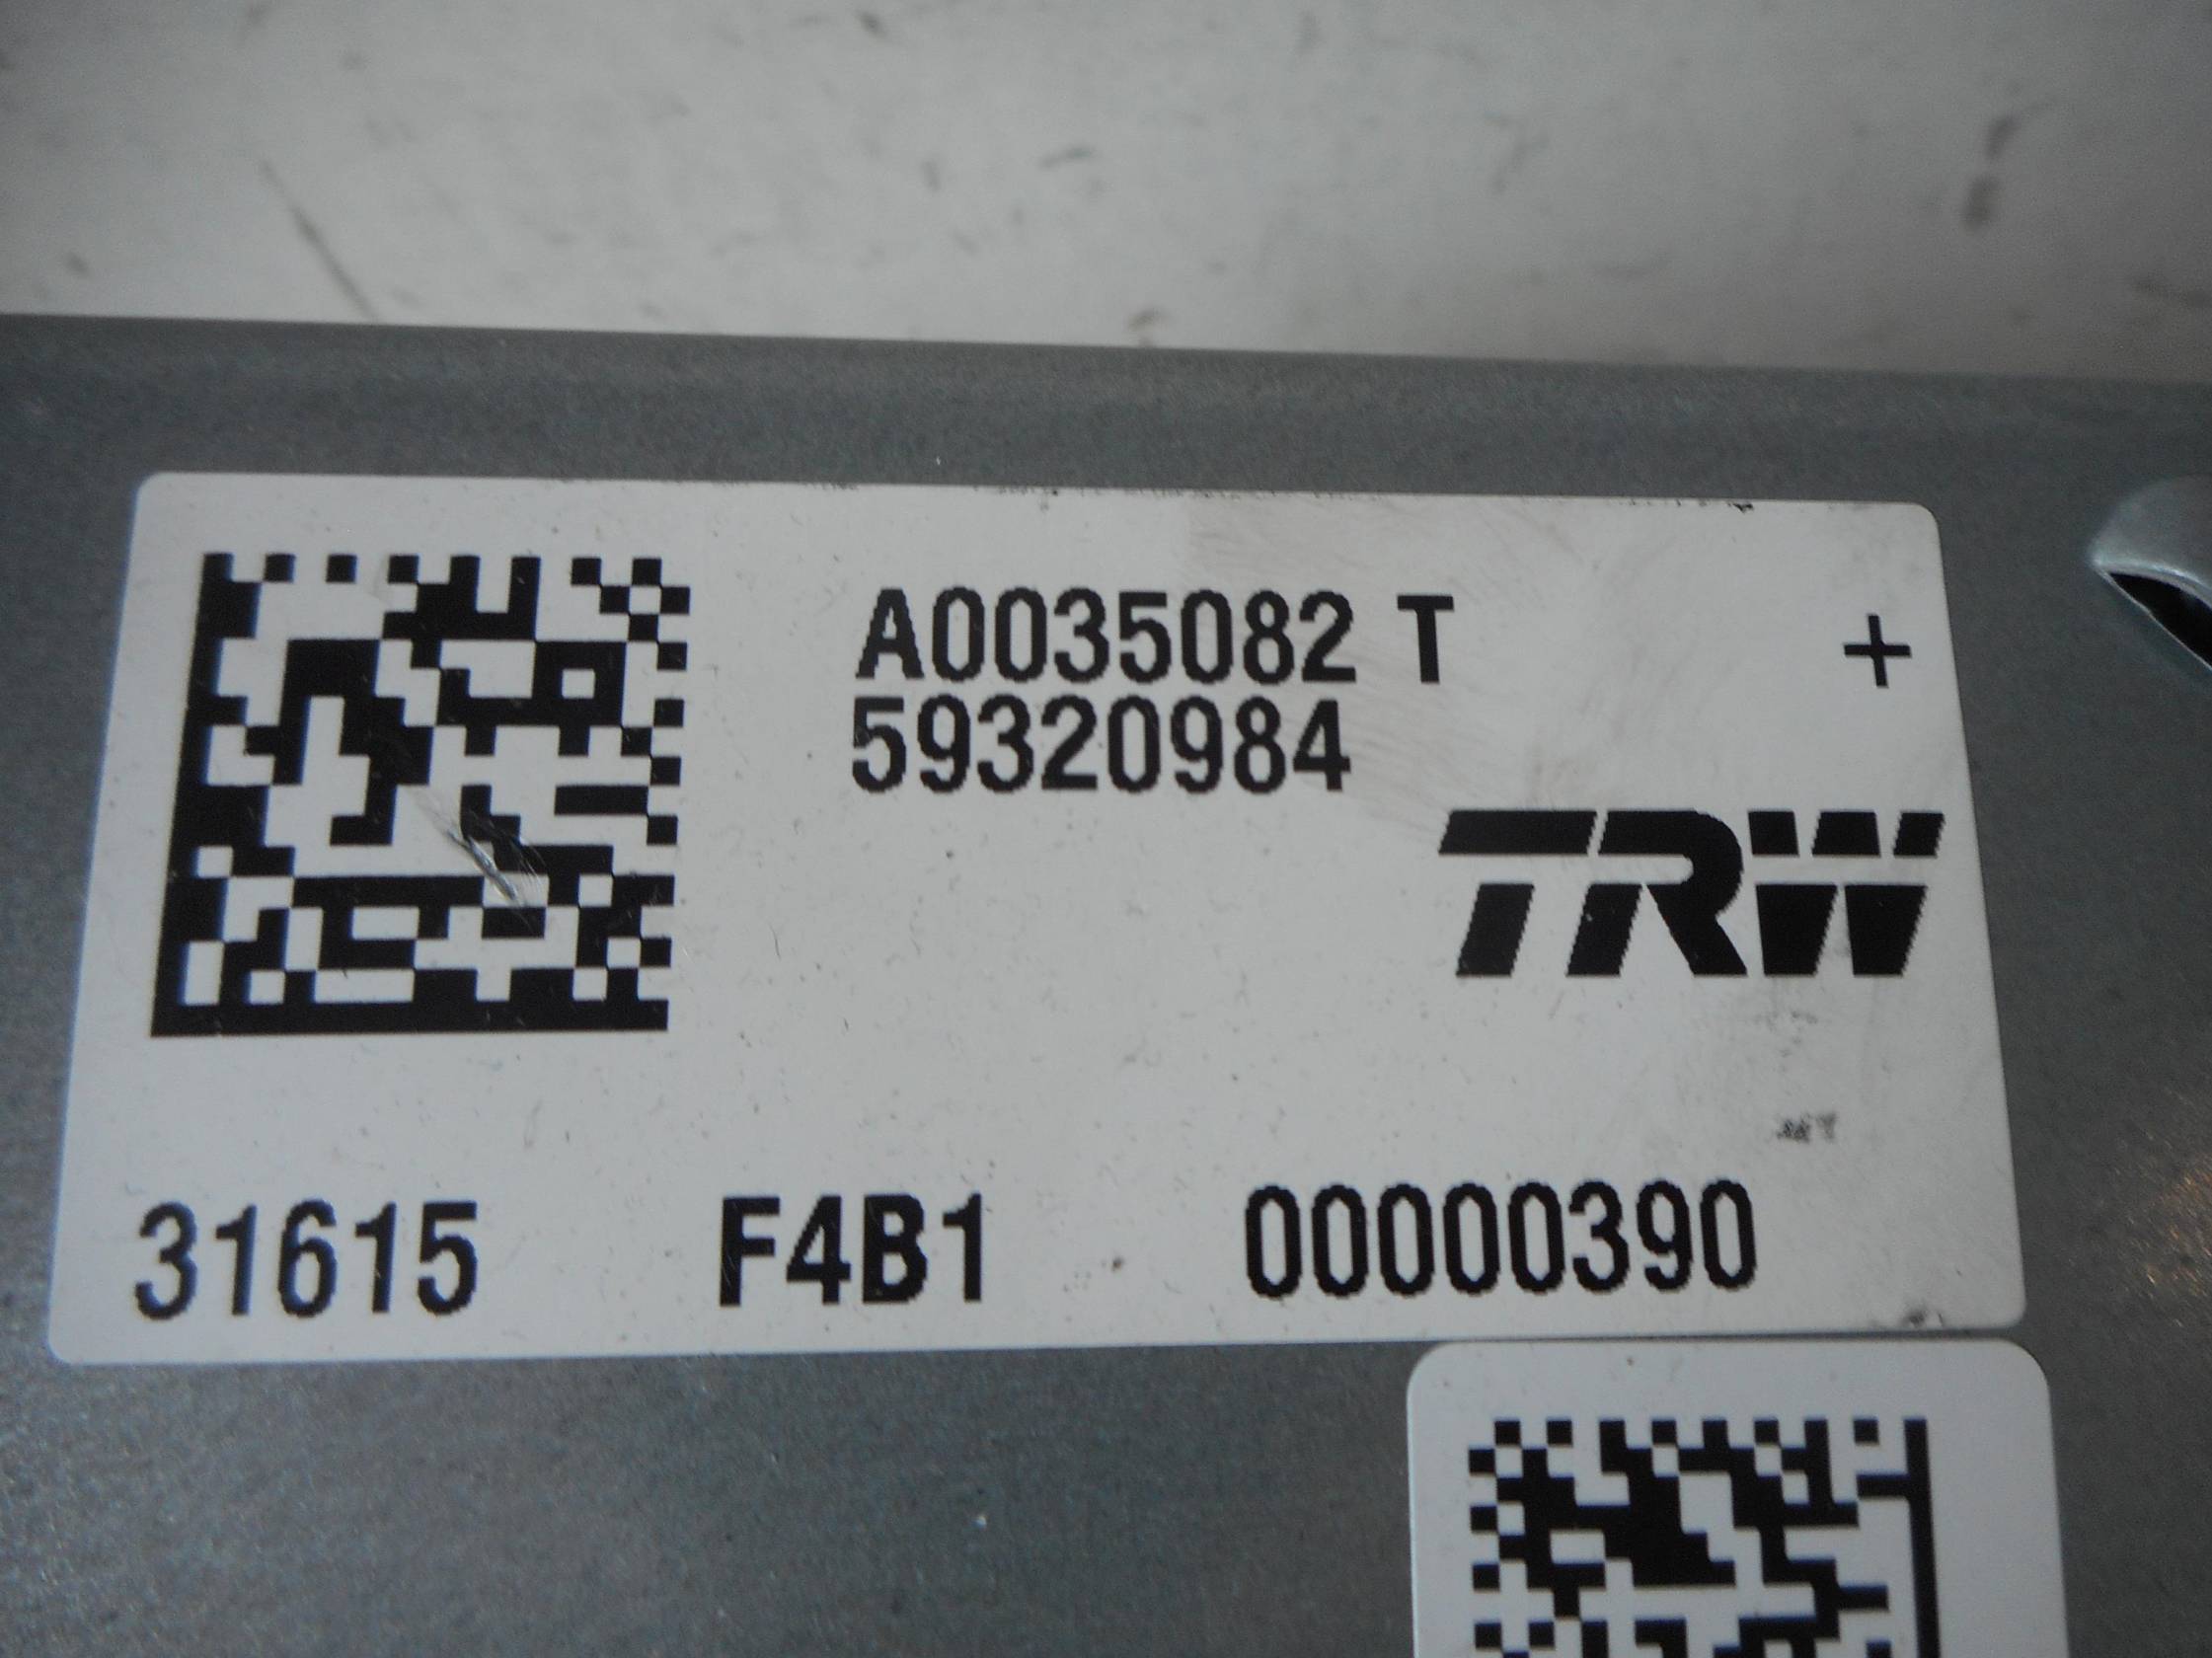 A0035082 T +
59320984
TRW
31615 F4B1 00000390